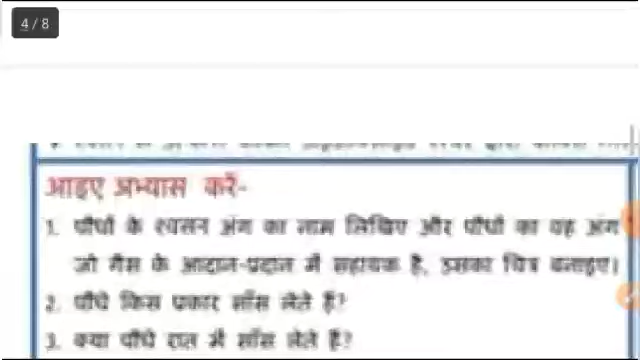 4 / 8
आइए अभ्यास करें-
1. पौधों के श्वसन अंग का नाम लिखिए और पौधों का वह अंग
जो गैस के आदान-प्रदान में सहायक है, उसका चित्र बनाइए।
2. पौधे किस प्रकार साँस लेते हैं?
3. क्या पौधे रात में साँस लेते हैं?